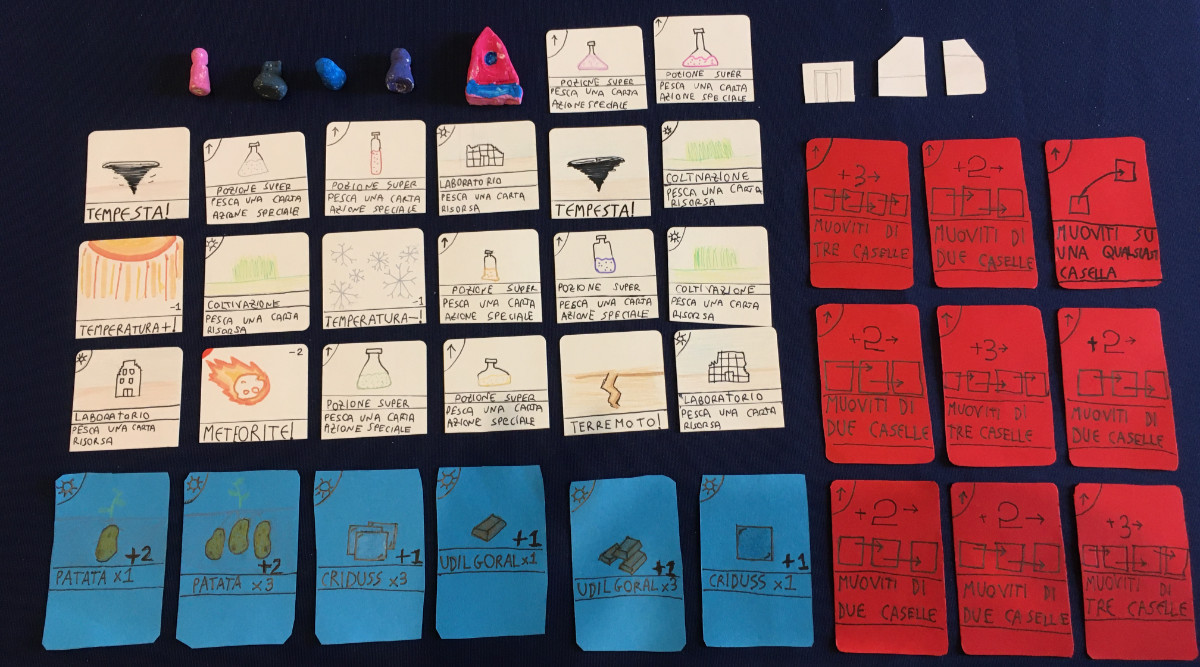 POZIONE SUPER
PESCA UNA CARTA
AZIONE SPECIALE
POZIONE SUPER
PESCA UNA CARTA
AZIONE SPECIALE
TEMPESTA!
POZIONE SUPER
PESCA UNA CARTA
AZIONE SPECIALE
POZIONE SUPER
PESCA UNA CARTA
AZIONE SPECIALE
LABORATORIO
PESCA UNA CARTA
RISORSA
TEMPESTA!
COLTIVAZIONE
PESCA UNA CARTA
RISORSA
+3→
MUOVITI DI
TRE CASELLE
+2→
MUOVITI DI
DUE CASELLE
MUOVITI SU
UNA QUALSIASI
CASELLA
-1
TEMPERATURA+!
COLTIVAZIONE
PESCA UNA CARTA
RISORSA
-1
TEMPERATURA-!
POZIONE SUPER
PESCA UNA CARTA
AZIONE SPECIALE
POZIONE SUPER
PESCA UNA CARTA
AZIONE SPECIALE
COLTIVAZIONE
PESCA UNA CARTA
RISORSA
+2→
MUOVITI DI
DUE CASELLE
+3→
MUOVITI DI
TRE CASELLE
+2→
MUOVITI DI
DUE CASELLE
LABORATORIO
PESCA UNA CARTA
RISORSA
-2
METEORITE!
POZIONE SUPER
PESCA UNA CARTA
AZIONE SPECIALE
POZIONE SUPER
PESCA UNA CARTA
AZIONE SPECIALE
TERREMOTO!
LABORATORIO
PESCA UNA CARTA
RISORSA
+2
PATATA x1
+2
PATATA x3
+1
CRIDUSS x3
+1
UDILGORAL x1
+1
UDILGORAL x3
+1
CRIDUSS x1
+2→
MUOVITI DI
DUE CASELLE
+2→
MUOVITI DI
DUE CASELLE
+3→
MUOVITI DI
TRE CASELLE